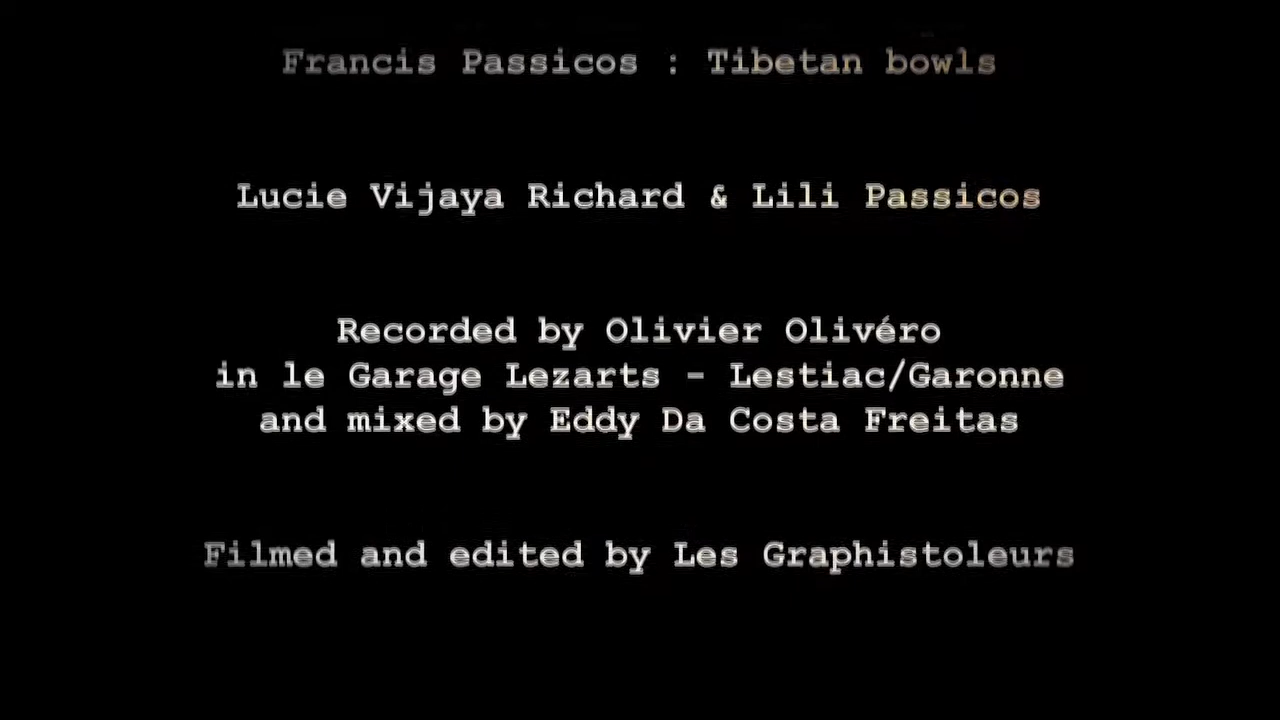 Francis Passicos : Tibetan bowls
Lucie Vijaya Richard & Lili Passicos
Recorded by Olivier Olivéro
in le Garage Lezarts - Lestiac/Garonne
and mixed by Eddy Da Costa Freitas
Filmed and edited by Les Graphistoleurs